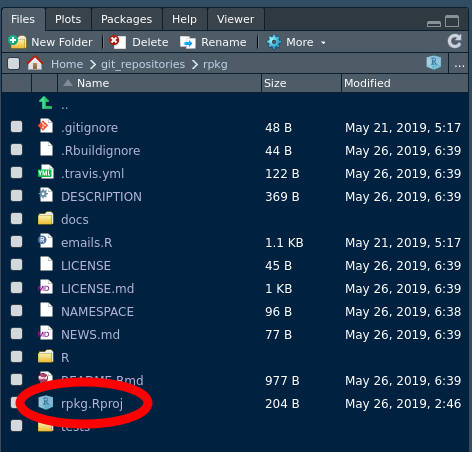 Files Plots Packages Help Viewer
New Folder Delete Rename More
Home git_repositories rpkg R ...
Name Size Modified
..
.gitignore 48 B May 21, 2019, 5:17
.Rbuildignore 44 B May 26, 2019, 6:39
.travis.yml 122 B May 26, 2019, 6:39
DESCRIPTION 369 B May 26, 2019, 6:39
docs
emails.R 1.1 KB May 21, 2019, 5:17
LICENSE 45 B May 26, 2019, 6:39
LICENSE.md 1 KB May 26, 2019, 6:39
NAMESPACE 96 B May 26, 2019, 6:38
NEWS.md 77 B May 26, 2019, 6:39
R
README.Rmd 977 B May 26, 2019, 6:39
rpkg.Rproj 204 B May 26, 2019, 2:46
tests